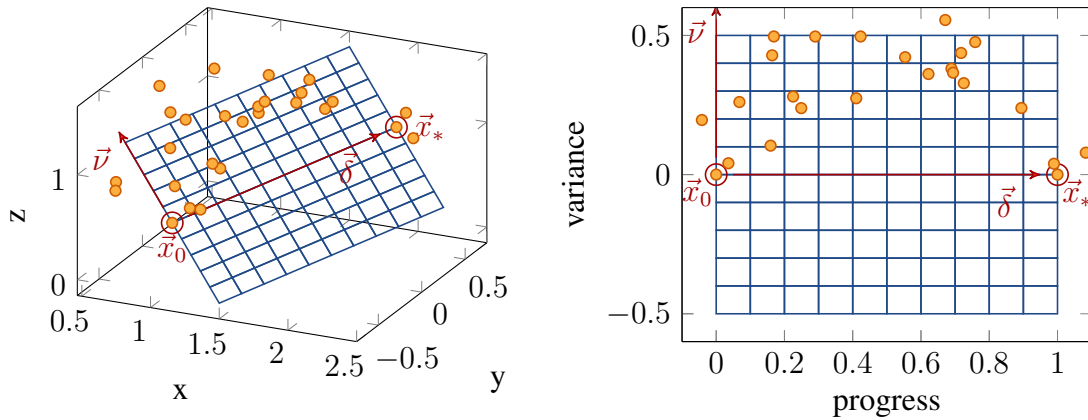 1
0
z
0.5
1
1.5
2
2.5
x
−0.5
0
0.5
y
ν⃗
x⃗₀
δ⃗
x⃗∗
0.5
0
−0.5
variance
ν⃗
x⃗₀
δ⃗
x⃗∗
0 0.2 0.4 0.6 0.8 1
progress